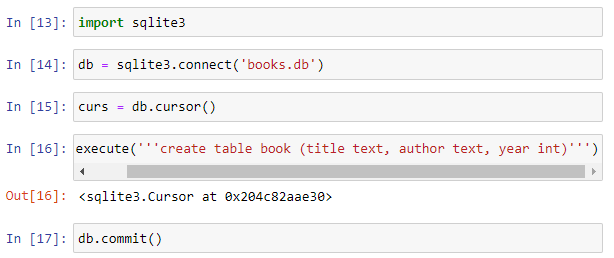 In [13]: import sqlite3
In [14]: db = sqlite3.connect('books.db')
In [15]: curs = db.cursor()
In [16]: execute('''create table book (title text, author text, year int)''')
Out[16]: <sqlite3.Cursor at 0x204c82aae30>
In [17]: db.commit()